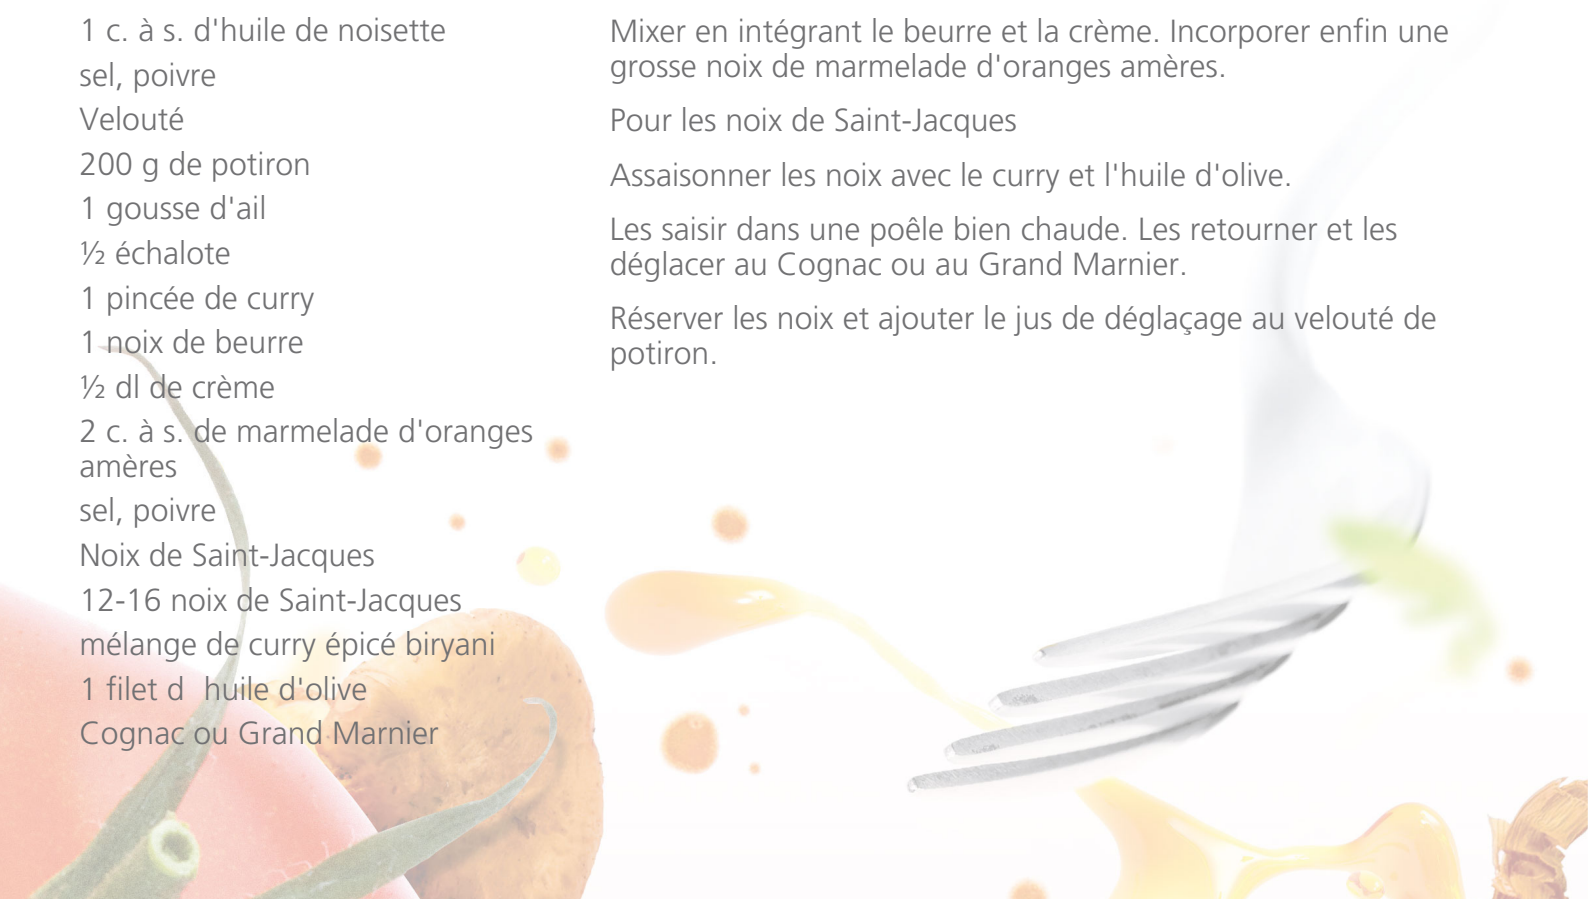 1 c. à s. d'huile de noisette
sel, poivre
Velouté
200 g de potiron
1 gousse d'ail
½ échalote
1 pincée de curry
1 noix de beurre
½ dl de crème
2 c. à s. de marmelade d'oranges
amères
sel, poivre
Noix de Saint-Jacques
12-16 noix de Saint-Jacques
mélange de curry épicé biryani
1 filet d  huile d'olive
Cognac ou Grand Marnier
Mixer en intégrant le beurre et la crème. Incorporer enfin une
grosse noix de marmelade d'oranges amères.
Pour les noix de Saint-Jacques
Assaisonner les noix avec le curry et l'huile d'olive.
Les saisir dans une poêle bien chaude. Les retourner et les
déglacer au Cognac ou au Grand Marnier.
Réserver les noix et ajouter le jus de déglaçage au velouté de
potiron.